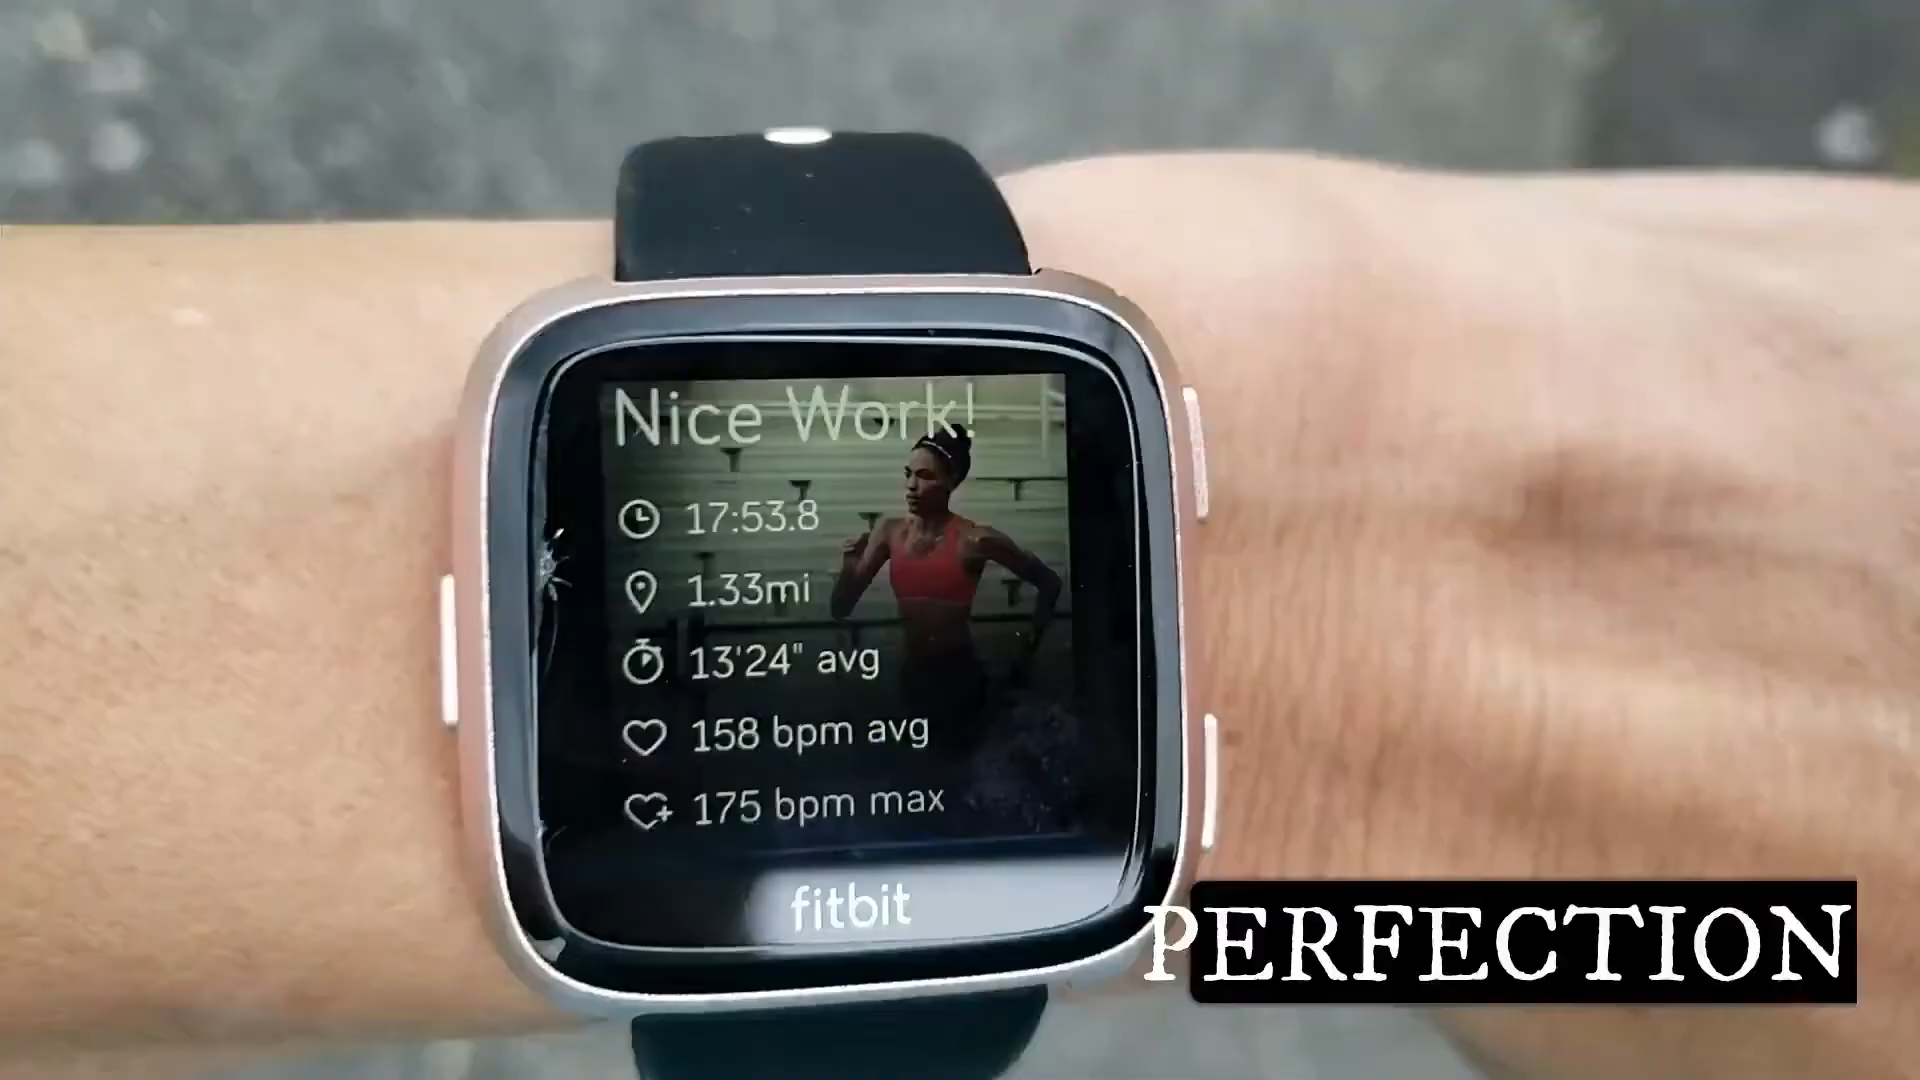 Nice Work!
17:53.8
1.33mi
13'24" avg
158 bpm avg
175 bpm max
fitbit
PERFECTION